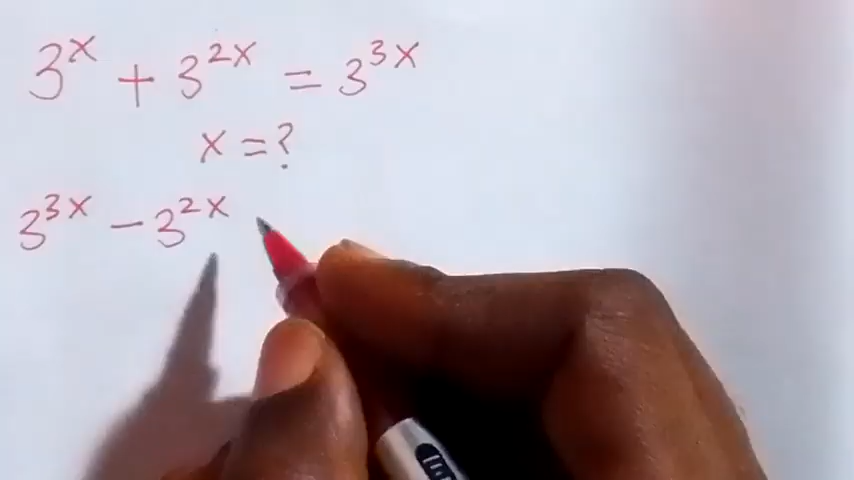 3^x + 3^{2x} = 3^{3x}
x = ?
3^{3x} - 3^{2x}